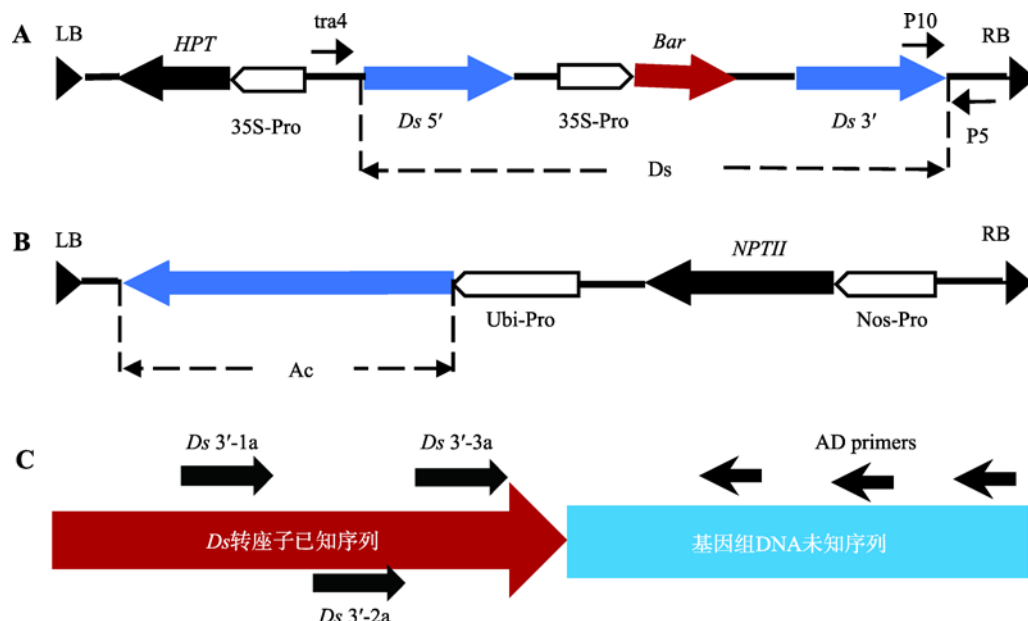 A
LB
HPT
tra4
Bar
P10
RB
35S-Pro
Ds 5′
35S-Pro
Ds 3′
P5
Ds
B
LB
NPTII
RB
Ubi-Pro
Nos-Pro
Ac
C
Ds 3′-1a
Ds 3′-3a
AD primers
Ds转座子已知序列
基因组DNA未知序列
Ds 3′-2a